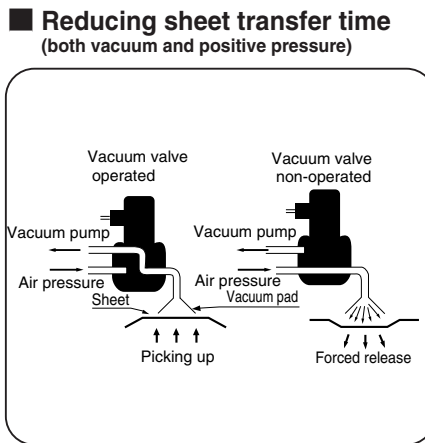 Reducing sheet transfer time
(both vacuum and positive pressure)
Vacuum valve
operated
Vacuum pump
Air pressure
Sheet
Picking up
Vacuum valve
non-operated
Vacuum pump
Air pressure
Vacuum pad
Forced release